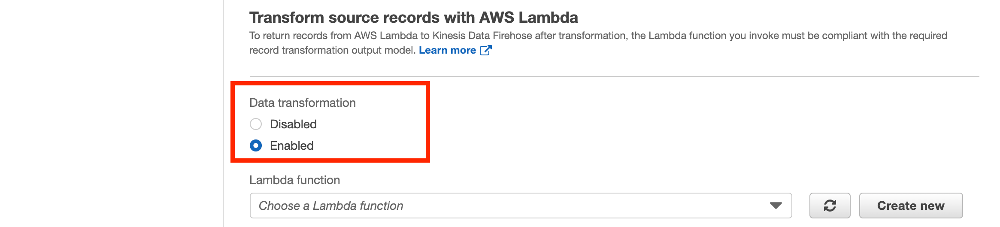 Transform source records with AWS Lambda
To return records from AWS Lambda to Kinesis Data Firehose after transformation, the Lambda function you invoke must be compliant with the required
record transformation output model. Learn more
Data transformation
Disabled
Enabled
Lambda function
Choose a Lambda function
Create new